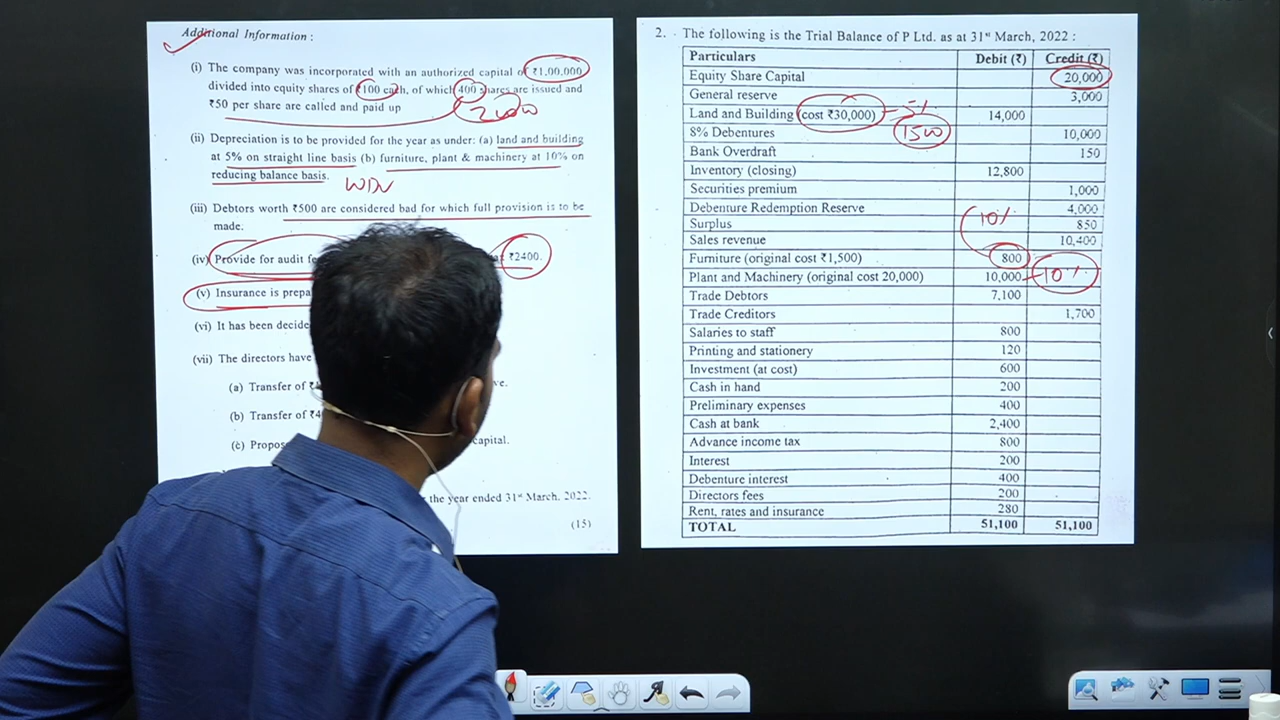 Additional Information :
(i) The company was incorporated with an authorized capital of ₹1,00,000
divided into equity shares of ₹100 each, of which 400 shares are issued and
₹50 per share are called and paid up
(ii) Depreciation is to be provided for the year as under: (a) land and building
at 5% on straight line basis (b) furniture, plant & machinery at 10% on
reducing balance basis.
WDV
(iii) Debtors worth ₹500 are considered bad for which full provision is to be
made.
(iv) Provide for audit ₹2400.
(v) Insurance is
(vi) It has been
(vii) The directors have
(a) Transfer of
(b) Transfer of
(c)
capital.
the year ended 31st March, 2022.
(15)
2. The following is the Trial Balance of P Ltd. as at 31st March, 2022 :
Particulars Debit (₹) Credit (₹)
Equity Share Capital 20,000
General reserve 3,000
Land and Building (cost ₹30,000) 14,000
5%
1500
8% Debentures 10,000
Bank Overdraft 150
Inventory (closing) 12,800
Securities premium 1,000
Debenture Redemption Reserve 4,000
Surplus 850
10%
Sales revenue 10,400
Furniture (original cost ₹1,500) 800
Plant and Machinery (original cost 20,000) 10,000
10%
Trade Debtors 7,100
Trade Creditors 1,700
Salaries to staff 800
Printing and stationery 120
Investment (at cost) 600
Cash in hand 200
Preliminary expenses 400
Cash at bank 2,400
Advance income tax 800
Interest 200
Debenture interest 400
Directors fees 200
Rent, rates and insurance 280
TOTAL 51,100 51,100